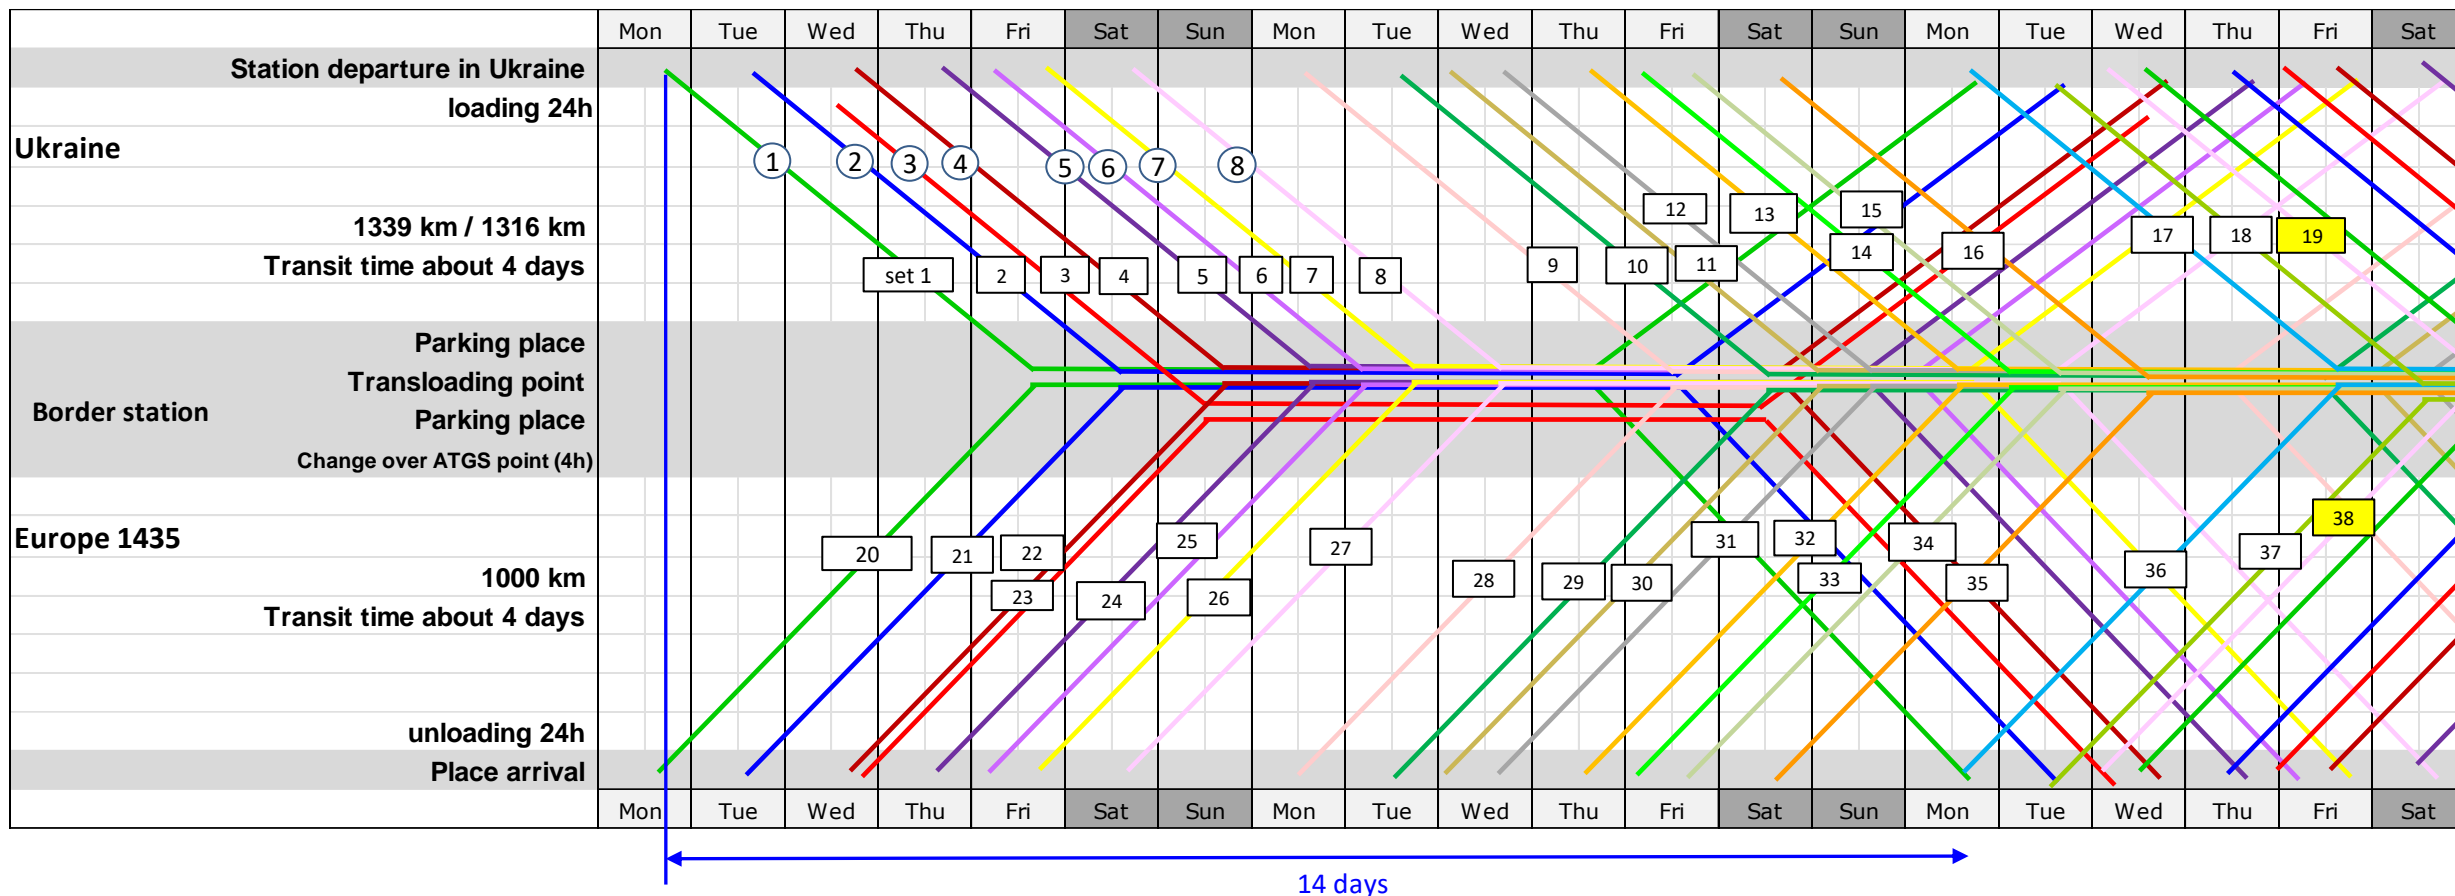 Mon Tue Wed Thu Fri Sat Sun Mon Tue Wed Thu Fri Sat Sun Mon Tue Wed Thu Fri Sat
Station departure in Ukraine
loading 24h
Ukraine
1 2 3 4 5 6 7 8
1339 km / 1316 km
12 13 15
Transit time about 4 days
set 1 2 3 4 5 6 7 8 9 10 11 14 16 17 18 19
Parking place
Transloading point
Border station
Parking place
Change over ATGS point (4h)
Europe 1435
20 21 22 25 27 31 32 34 37 38
1000 km
23 24 26 28 29 30 33 35 36
Transit time about 4 days
unloading 24h
Place arrival
Mon Tue Wed Thu Fri Sat Sun Mon Tue Wed Thu Fri Sat Sun Mon Tue Wed Thu Fri Sat
14 days